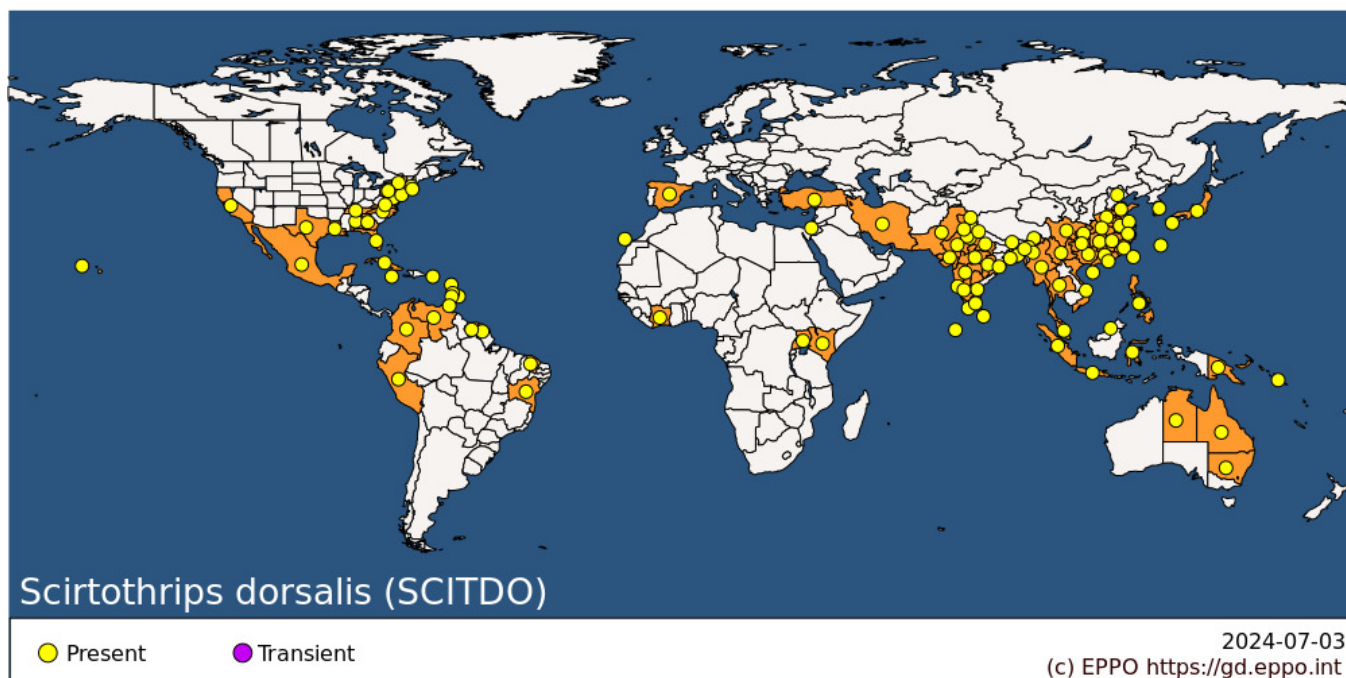 Scirtothrips dorsalis (SCITDO)
Present
Transient
2024-07-03
(c) EPPO https://gd.eppo.int